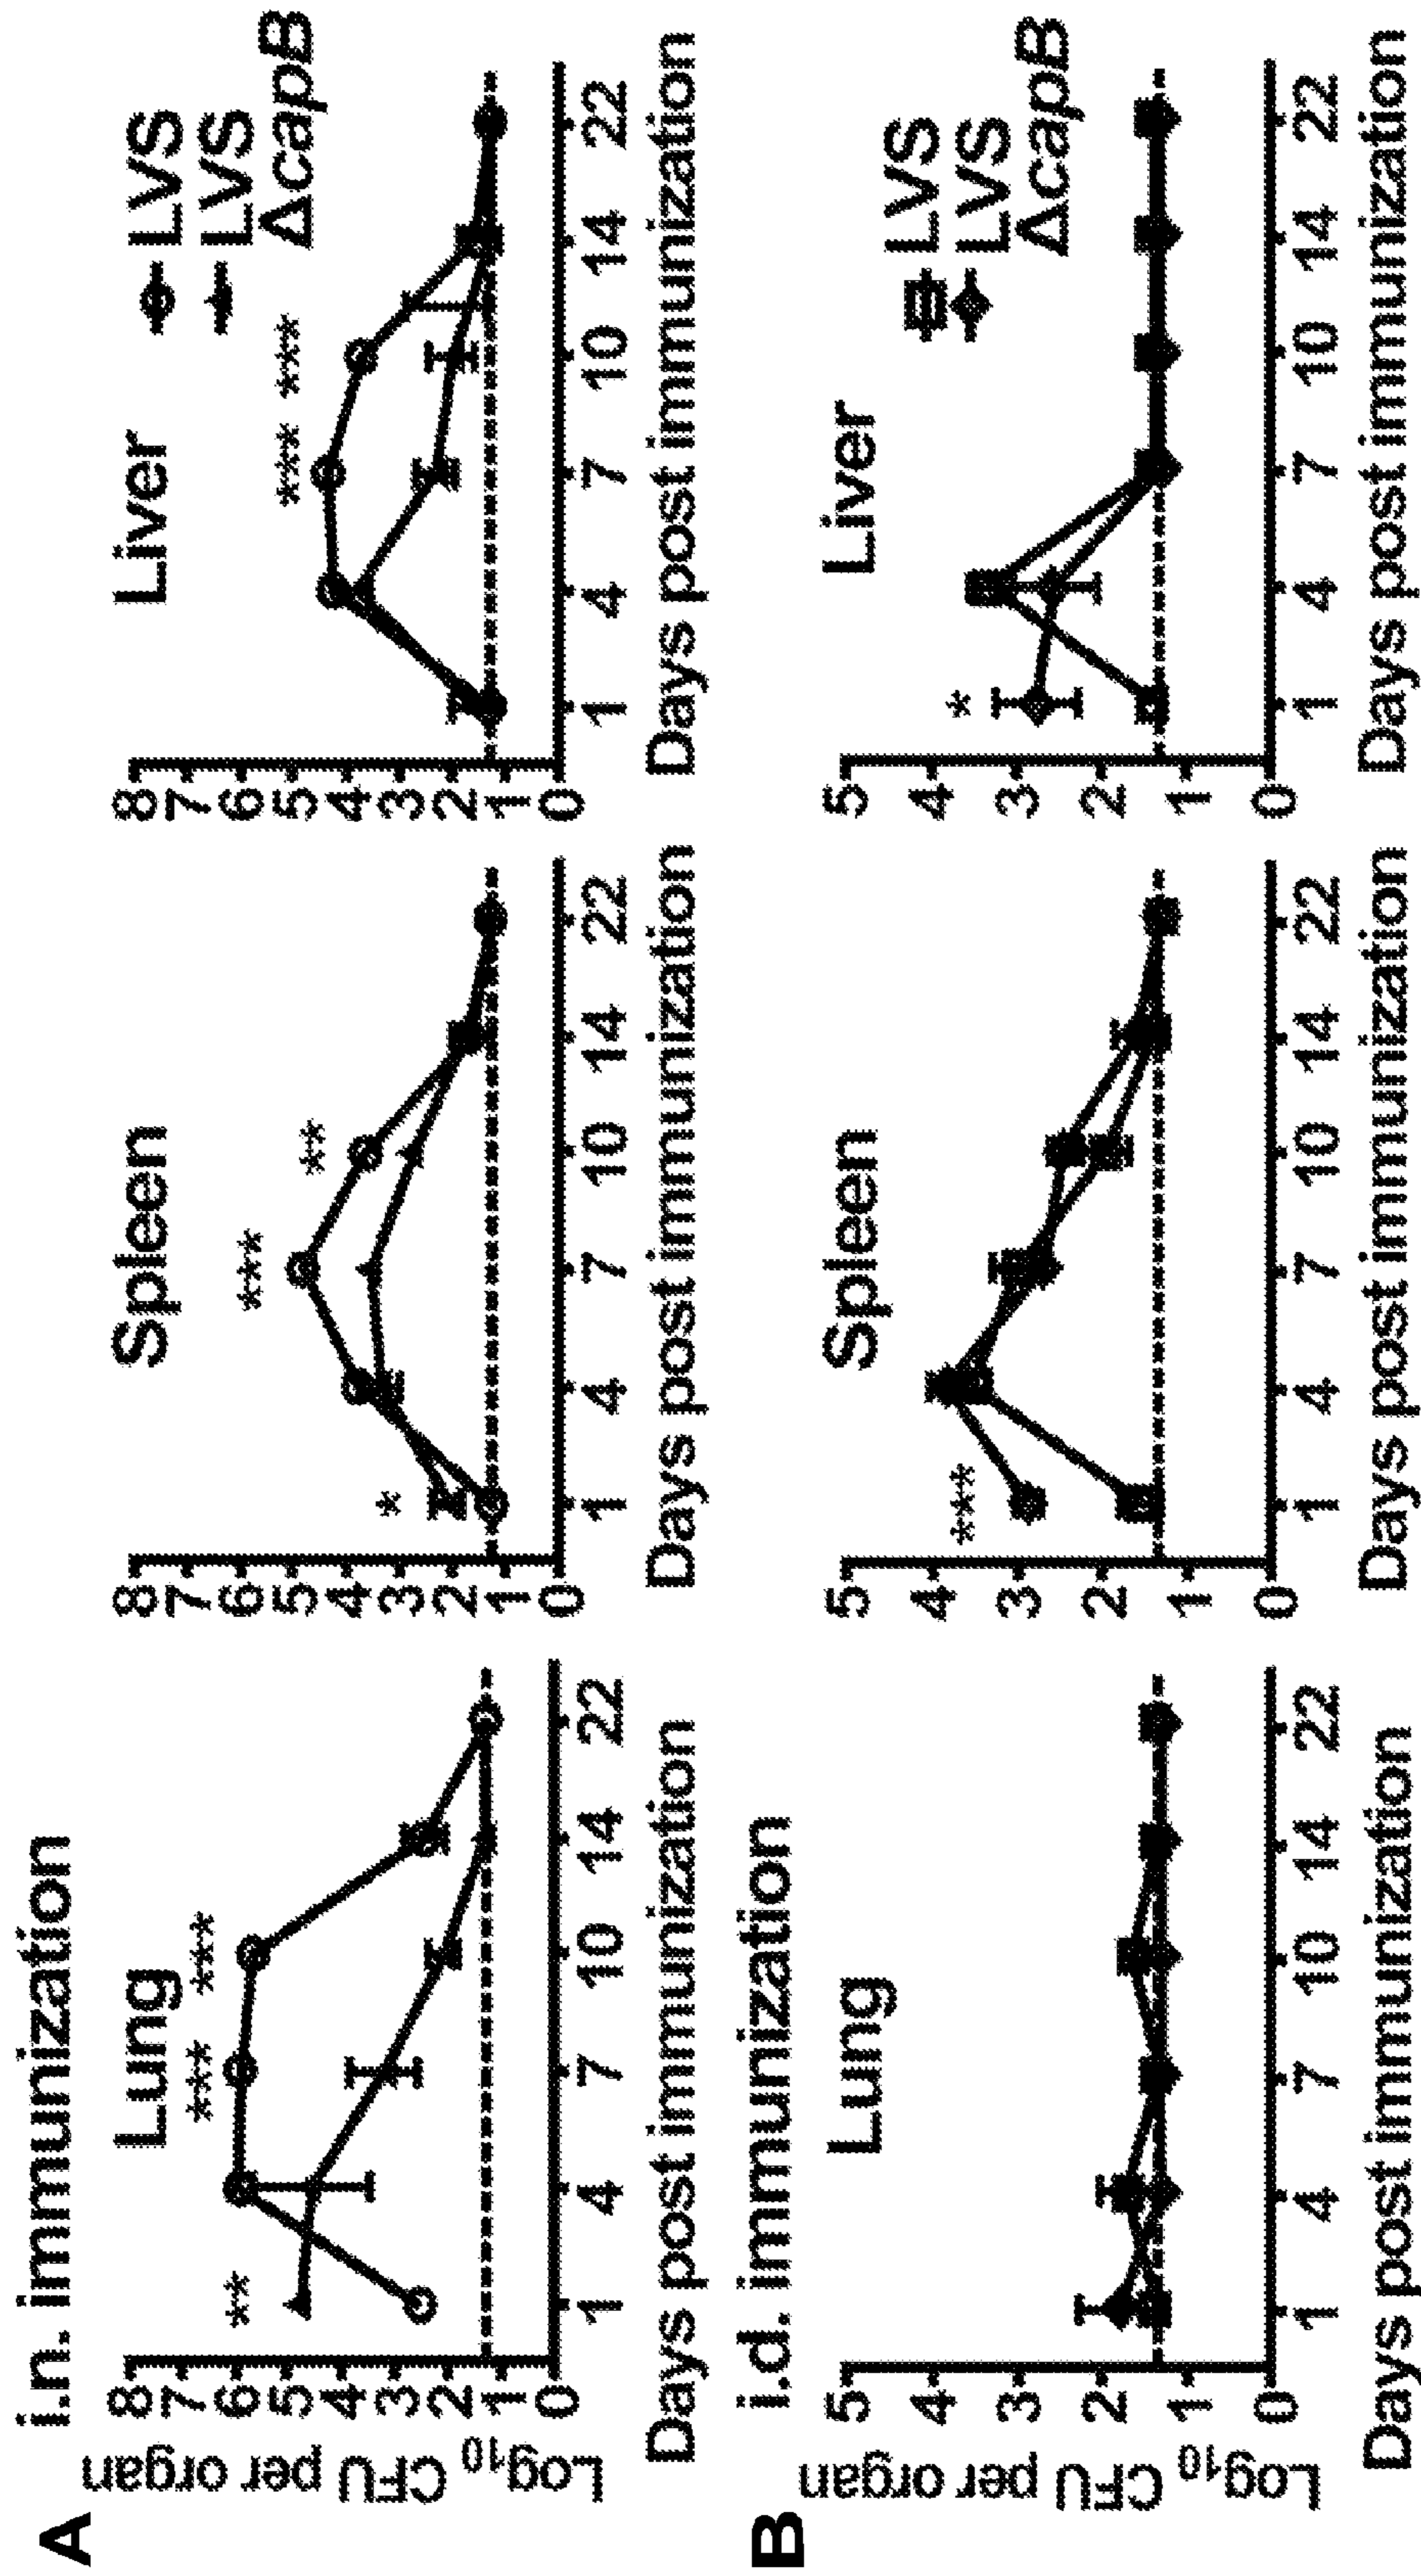 A
i.n. immunization
Lung
Spleen
Liver
LVS
LVS
ΔcapB
Log10 CFU per organ
8
7
6
5
4
3
2
1
0
** *** ***
1 4 7 10 14 22
Days post immunization
8
7
6
5
4
3
2
1
0
* *** **
1 4 7 10 14 22
Days post immunization
8
7
6
5
4
3
2
1
0
*** ***
1 4 7 10 14 22
Days post immunization
B
i.d. immunization
Lung
Spleen
Liver
LVS
LVS
ΔcapB
Log10 CFU per organ
5
4
3
2
1
0
1 4 7 10 14 22
Days post immunization
5
4
3
2
1
0
***
1 4 7 10 14 22
Days post immunization
5
4
3
2
1
0
*
1 4 7 10 14 22
Days post immunization